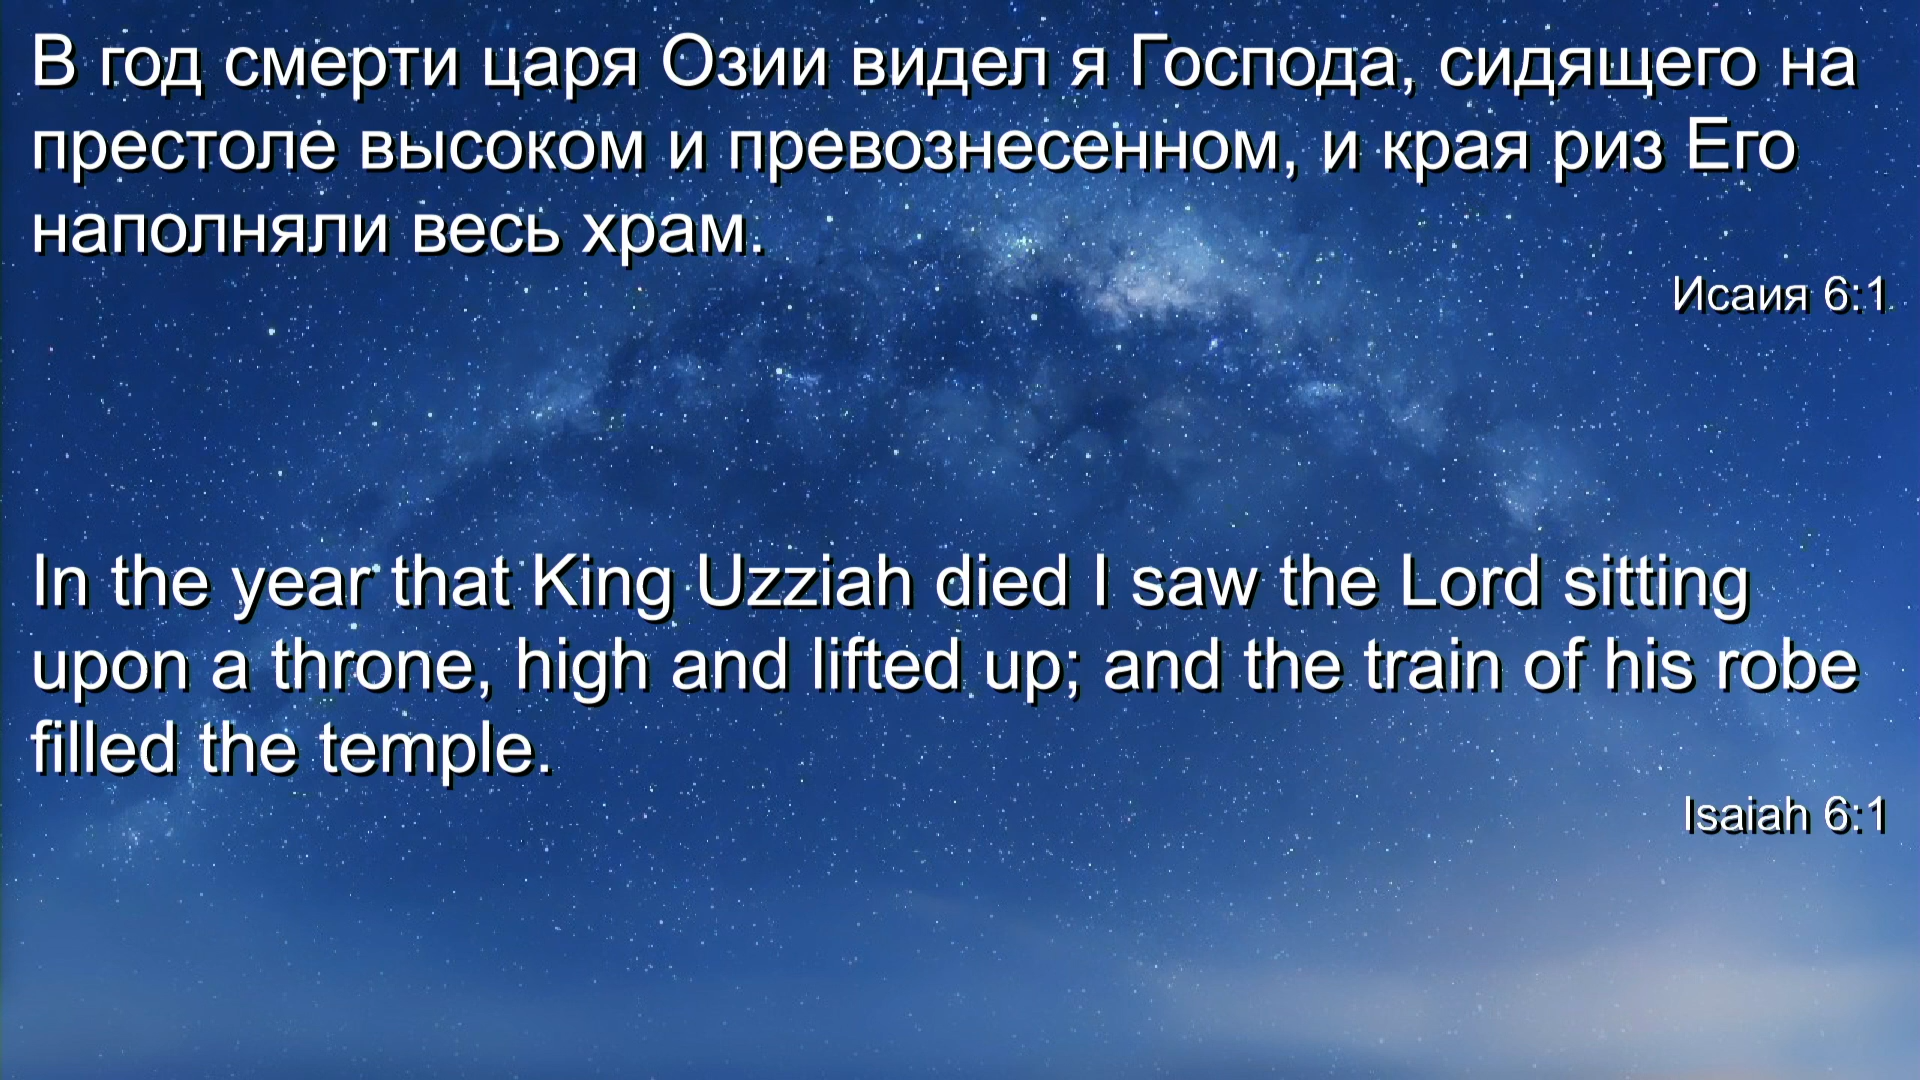 В год смерти царя Озии видел я Господа, сидящего на
престоле высоком и превознесенном, и края риз Его
наполняли весь храм.
Исаия 6:1
In the year that King Uzziah died I saw the Lord sitting
upon a throne, high and lifted up; and the train of his robe
filled the temple.
Isaiah 6:1